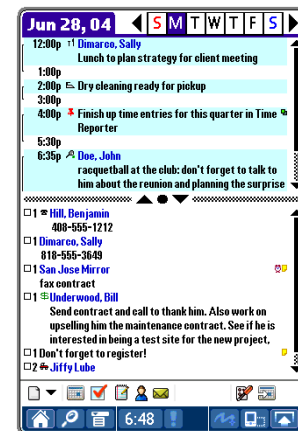 Jun 28, 04 S M T W T F S
12:00p Dimarco, Sally
Lunch to plan strategy for client meeting
1:00p
2:00p Dry cleaning ready for pickup
3:00p
4:00p Finish up time entries for this quarter in Time
Reporter
5:30p
6:35p Doe, John
racquetball at the club: don't forget to talk to
him about the reunion and planning the surprise
1 Hill, Benjamin
408-555-1212
1 Dimarco, Sally
818-555-3649
1 San Jose Mirror
fax contract
1 Underwood, Bill
Send contract and call to thank him. Also work on
upselling him the maintenance contract. See if he is
interested in being a test site for the new project,
1 Don't forget to register!
2 Jiffy Lube
6:48